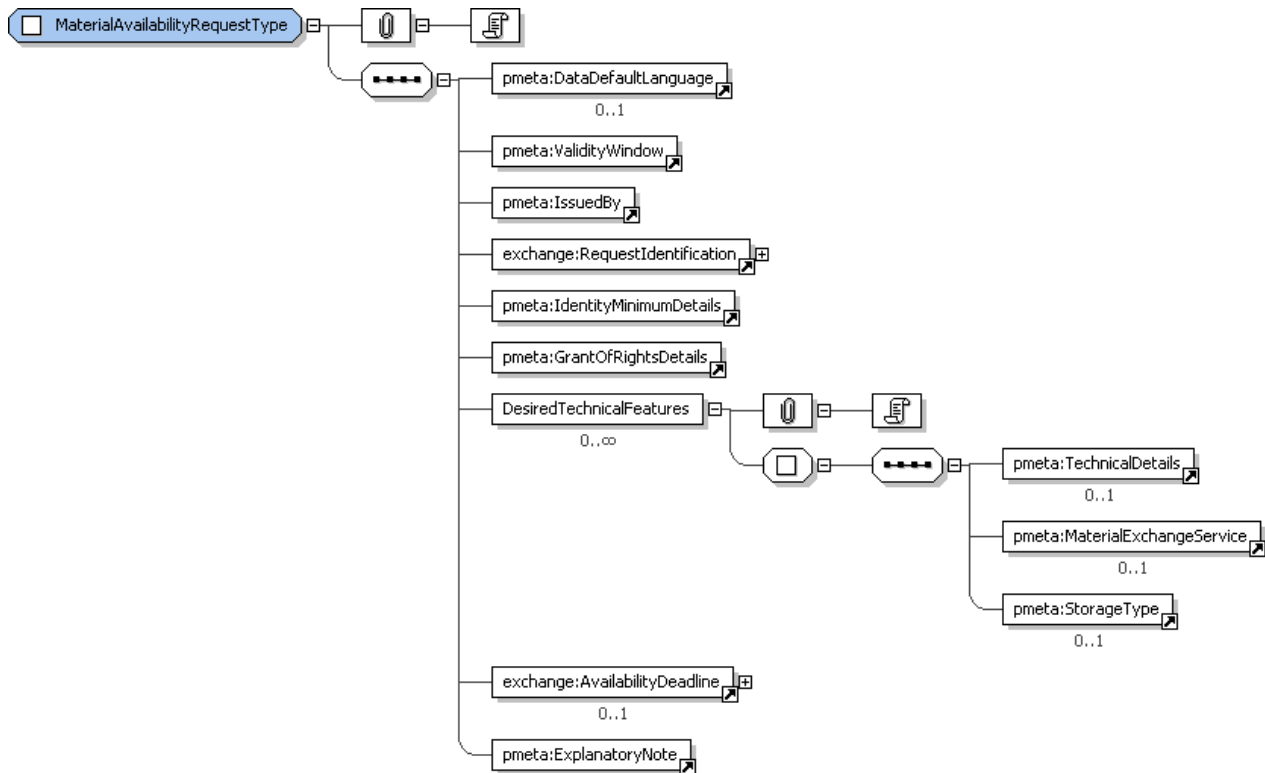 MaterialAvailabilityRequestType
pmeta:DataDefaultLanguage
0..1
pmeta:ValidityWindow
pmeta:IssuedBy
exchange:RequestIdentification
pmeta:IdentityMinimumDetails
pmeta:GrantOfRightsDetails
DesiredTechnicalFeatures
0..∞
pmeta:TechnicalDetails
0..1
pmeta:MaterialExchangeService
0..1
pmeta:StorageType
0..1
exchange:AvailabilityDeadline
0..1
pmeta:ExplanatoryNote